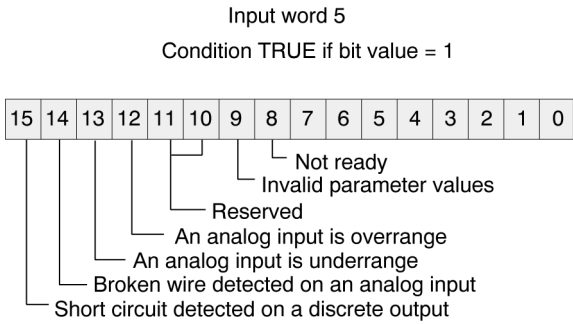 Input word 5
Condition TRUE if bit value = 1
15 14 13 12 11 10 9 8 7 6 5 4 3 2 1 0
Not ready
Invalid parameter values
Reserved
An analog input is overrange
An analog input is underrange
Broken wire detected on an analog input
Short circuit detected on a discrete output